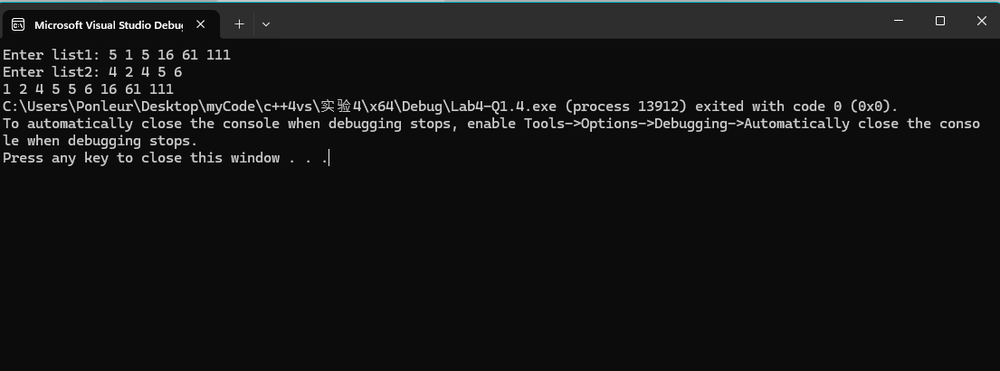 Microsoft Visual Studio Debu
Enter list1: 5 1 5 16 61 111
Enter list2: 4 2 4 5 6
1 2 4 5 5 6 16 61 111
C:\Users\Ponleur\Desktop\myCode\c++4vs\实验4\x64\Debug\Lab4-Q1.4.exe (process 13912) exited with code 0 (0x0).
To automatically close the console when debugging stops, enable Tools->Options->Debugging->Automatically close the conso
le when debugging stops.
Press any key to close this window . . .